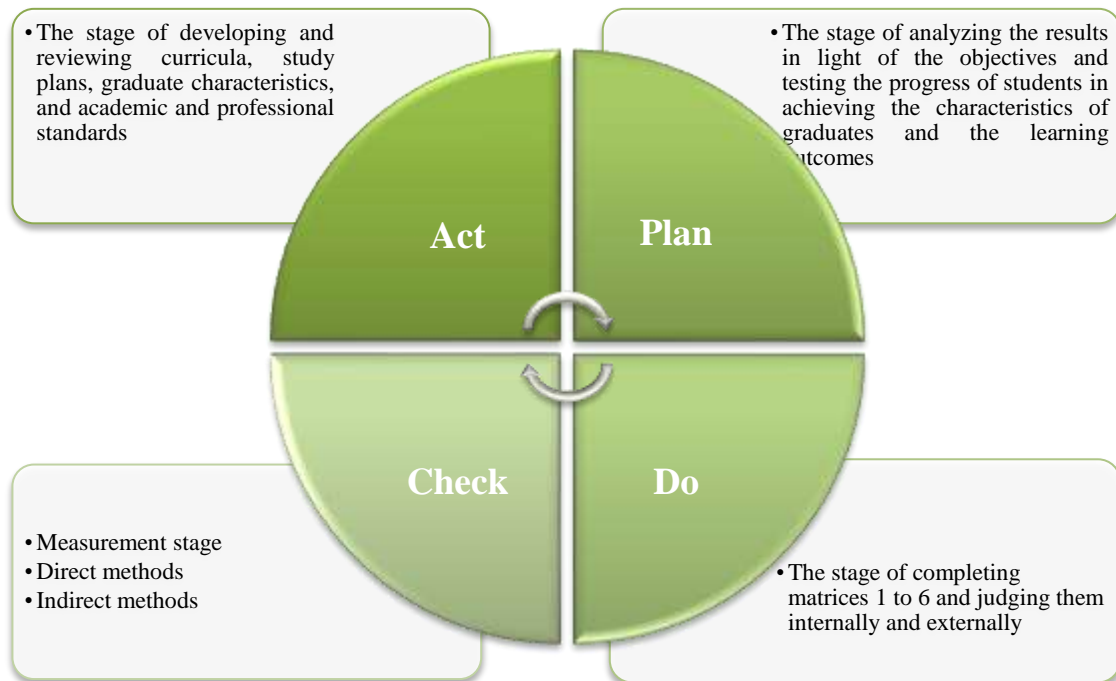 • The stage of developing and
reviewing curricula, study
plans, graduate characteristics,
and academic and professional
standards
• The stage of analyzing the results
in light of the objectives and
testing the progress of students in
achieving the characteristics of
graduates and the learning
outcomes
Act
Plan
Check
Do
• Measurement stage
• Direct methods
• Indirect methods
• The stage of completing
matrices 1 to 6 and judging them
internally and externally